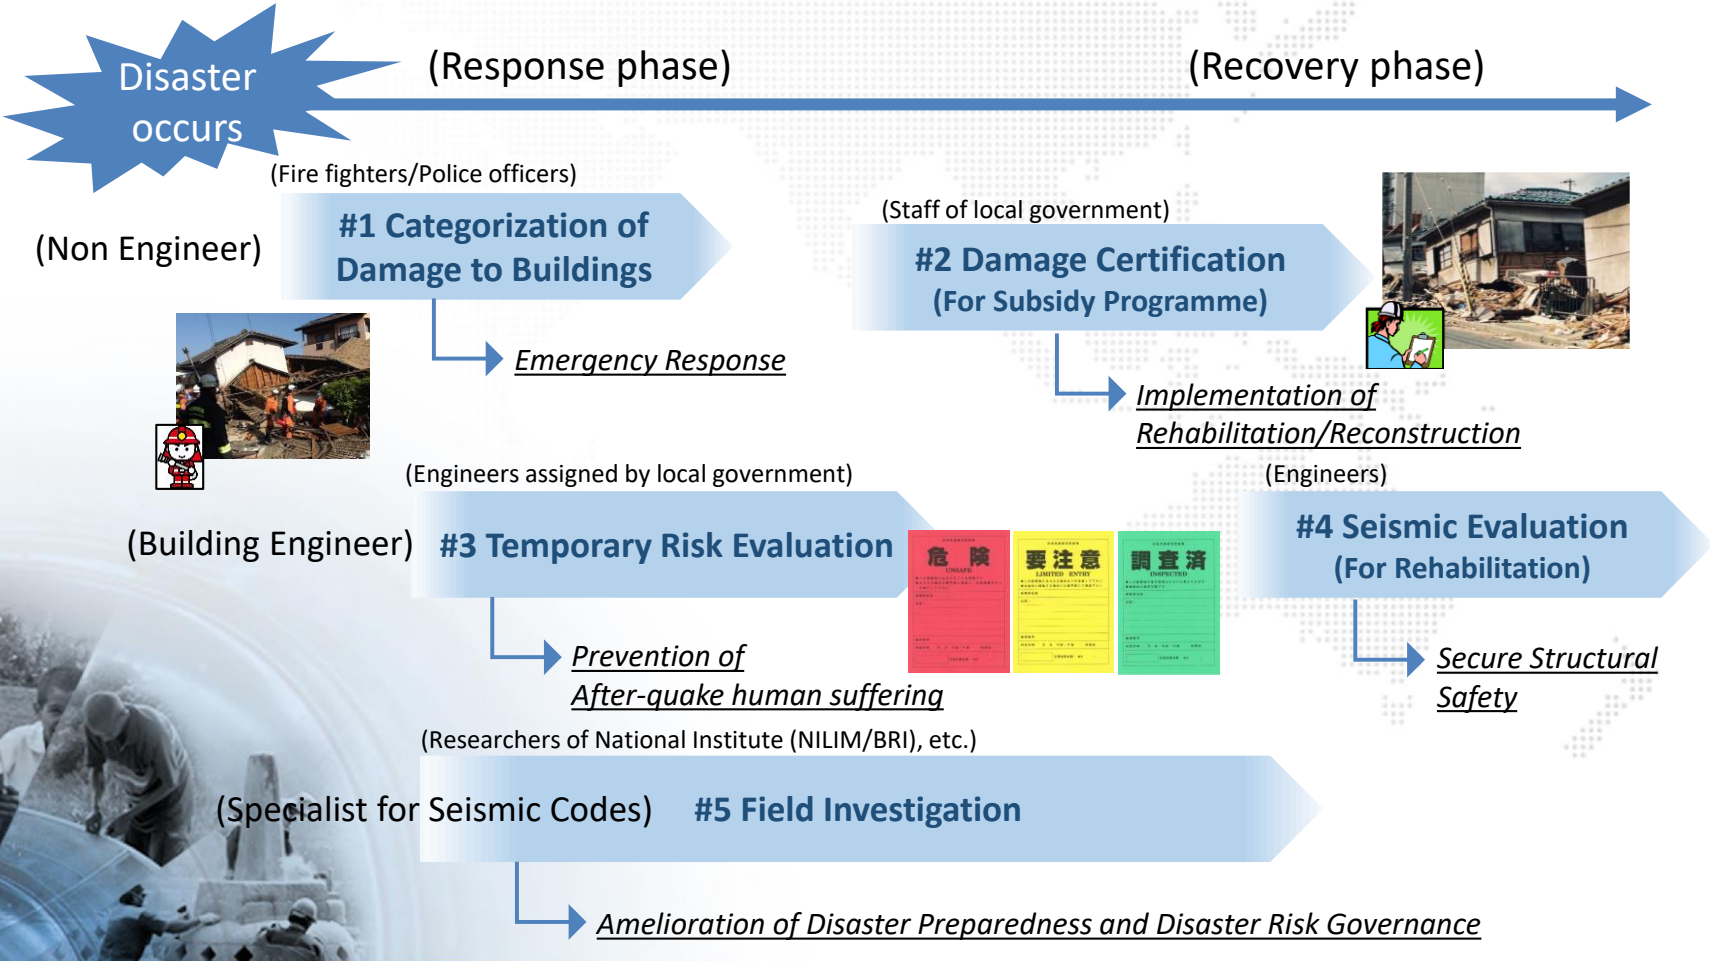 Disaster
occurs
(Response phase)
(Recovery phase)
(Fire fighters/Police officers)
(Non Engineer)
#1 Categorization of
Damage to Buildings
Emergency Response
(Staff of local government)
#2 Damage Certification
(For Subsidy Programme)
Implementation of
Rehabilitation/Reconstruction
(Engineers assigned by local government)
(Building Engineer)
#3 Temporary Risk Evaluation
危険
UNSAFE
要注意
LIMITED ENTRY
調査済
INSPECTED
Prevention of
After-quake human suffering
(Engineers)
#4 Seismic Evaluation
(For Rehabilitation)
Secure Structural
Safety
(Researchers of National Institute (NILIM/BRI), etc.)
(Specialist for Seismic Codes)
#5 Field Investigation
Amelioration of Disaster Preparedness and Disaster Risk Governance